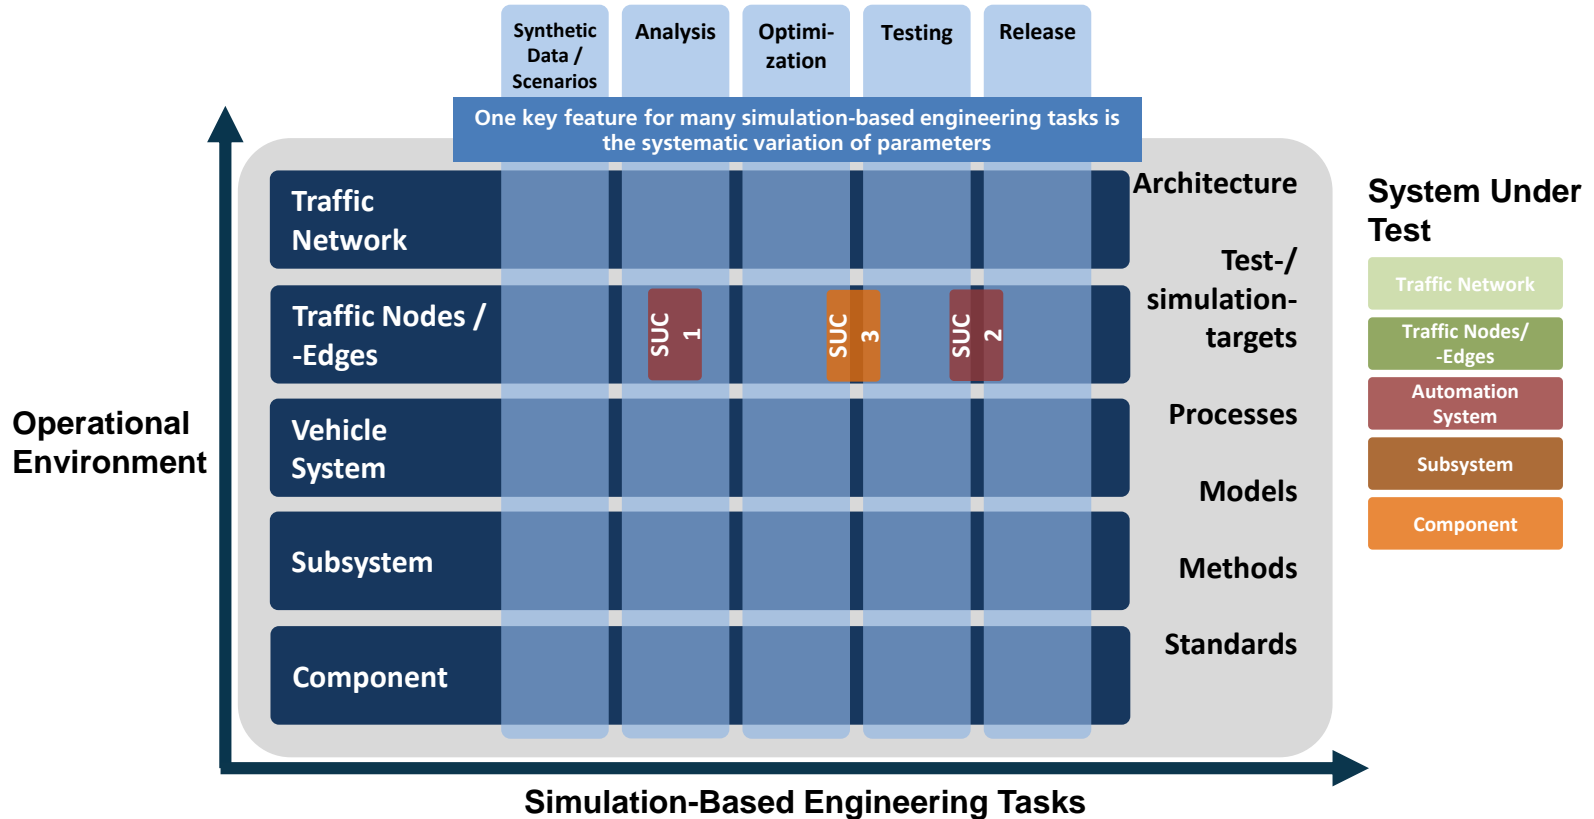 Synthetic
Data /
Scenarios
Analysis
Optimi-
zation
Testing
Release
One key feature for many simulation-based engineering tasks is
the systematic variation of parameters
Operational
Environment
Traffic
Network
Traffic Nodes /
-Edges
Vehicle
System
Subsystem
Component
SUC
1
SUC
3
SUC
2
Architecture
Test-/
simulation-
targets
Processes
Models
Methods
Standards
System Under
Test
Traffic Network
Traffic Nodes/
-Edges
Automation
System
Subsystem
Component
Simulation-Based Engineering Tasks